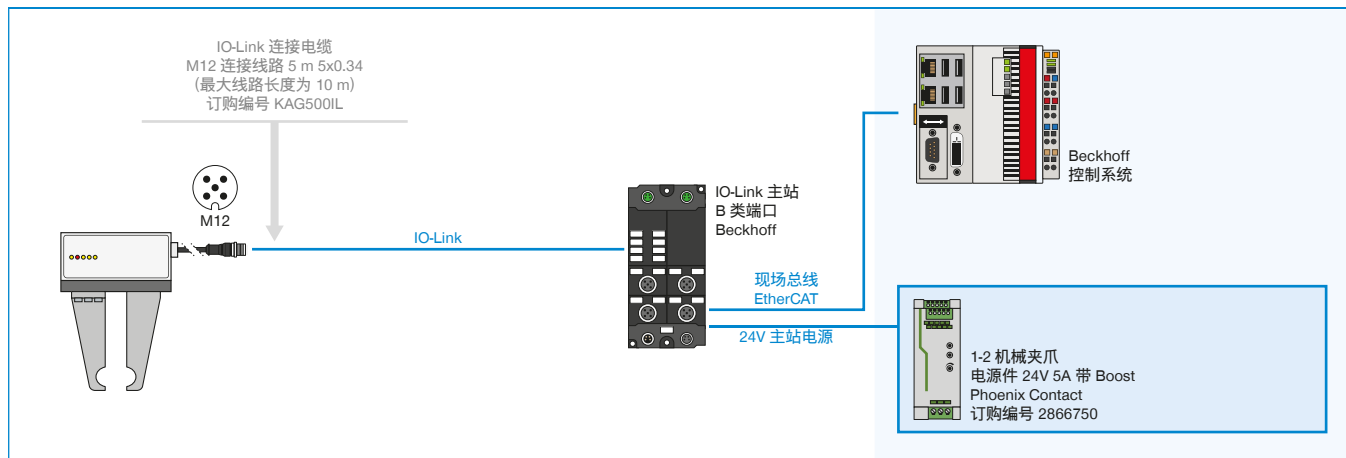 IO-Link 连接电缆
M12 连接线路 5 m 5x0.34
(最大线路长度为 10 m)
订购编号 KAG500IL
M12
IO-Link
IO-Link 主站
B 类端口
Beckhoff
现场总线
EtherCAT
24V 主站电源
Beckhoff
控制系统
1-2 机械夹爪
电源件 24V 5A 带 Boost
Phoenix Contact
订购编号 2866750